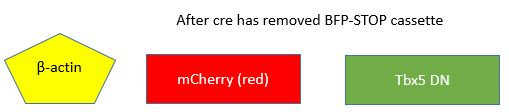 After cre has removed BFP-STOP cassette
β-actin
mCherry (red)
Tbx5 DN